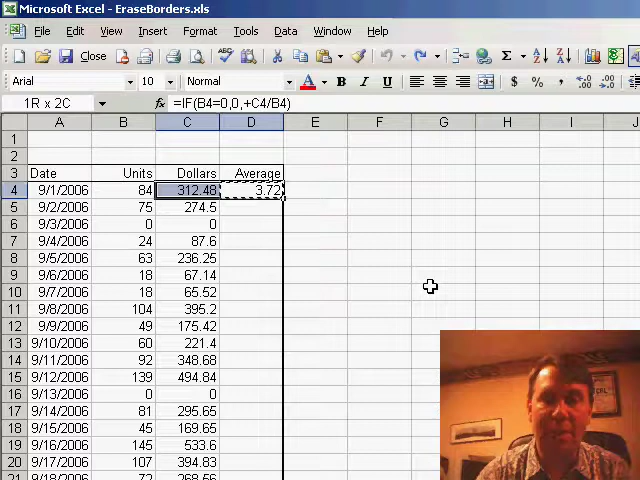 Microsoft Excel - EraseBorders.xls
File Edit View Insert Format Tools Data Window Help
Close
Arial 10 Normal B I U $ %
1R x 2C fx =IF(B4=0,0,+C4/B4)
A B C D E F G H I J
1
2
3 Date Units Dollars Average
4 9/1/2006 84 312.48 3.72
5 9/2/2006 75 274.5
6 9/3/2006 0 0
7 9/4/2006 24 87.6
8 9/5/2006 63 236.25
9 9/6/2006 18 67.14
10 9/7/2006 18 65.52
11 9/8/2006 104 395.2
12 9/9/2006 49 175.42
13 9/10/2006 60 221.4
14 9/11/2006 92 348.68
15 9/12/2006 139 494.84
16 9/13/2006 0 0
17 9/14/2006 81 295.65
18 9/15/2006 45 169.65
19 9/16/2006 145 533.6
20 9/17/2006 107 394.83
21 9/18/2006 72 268.56